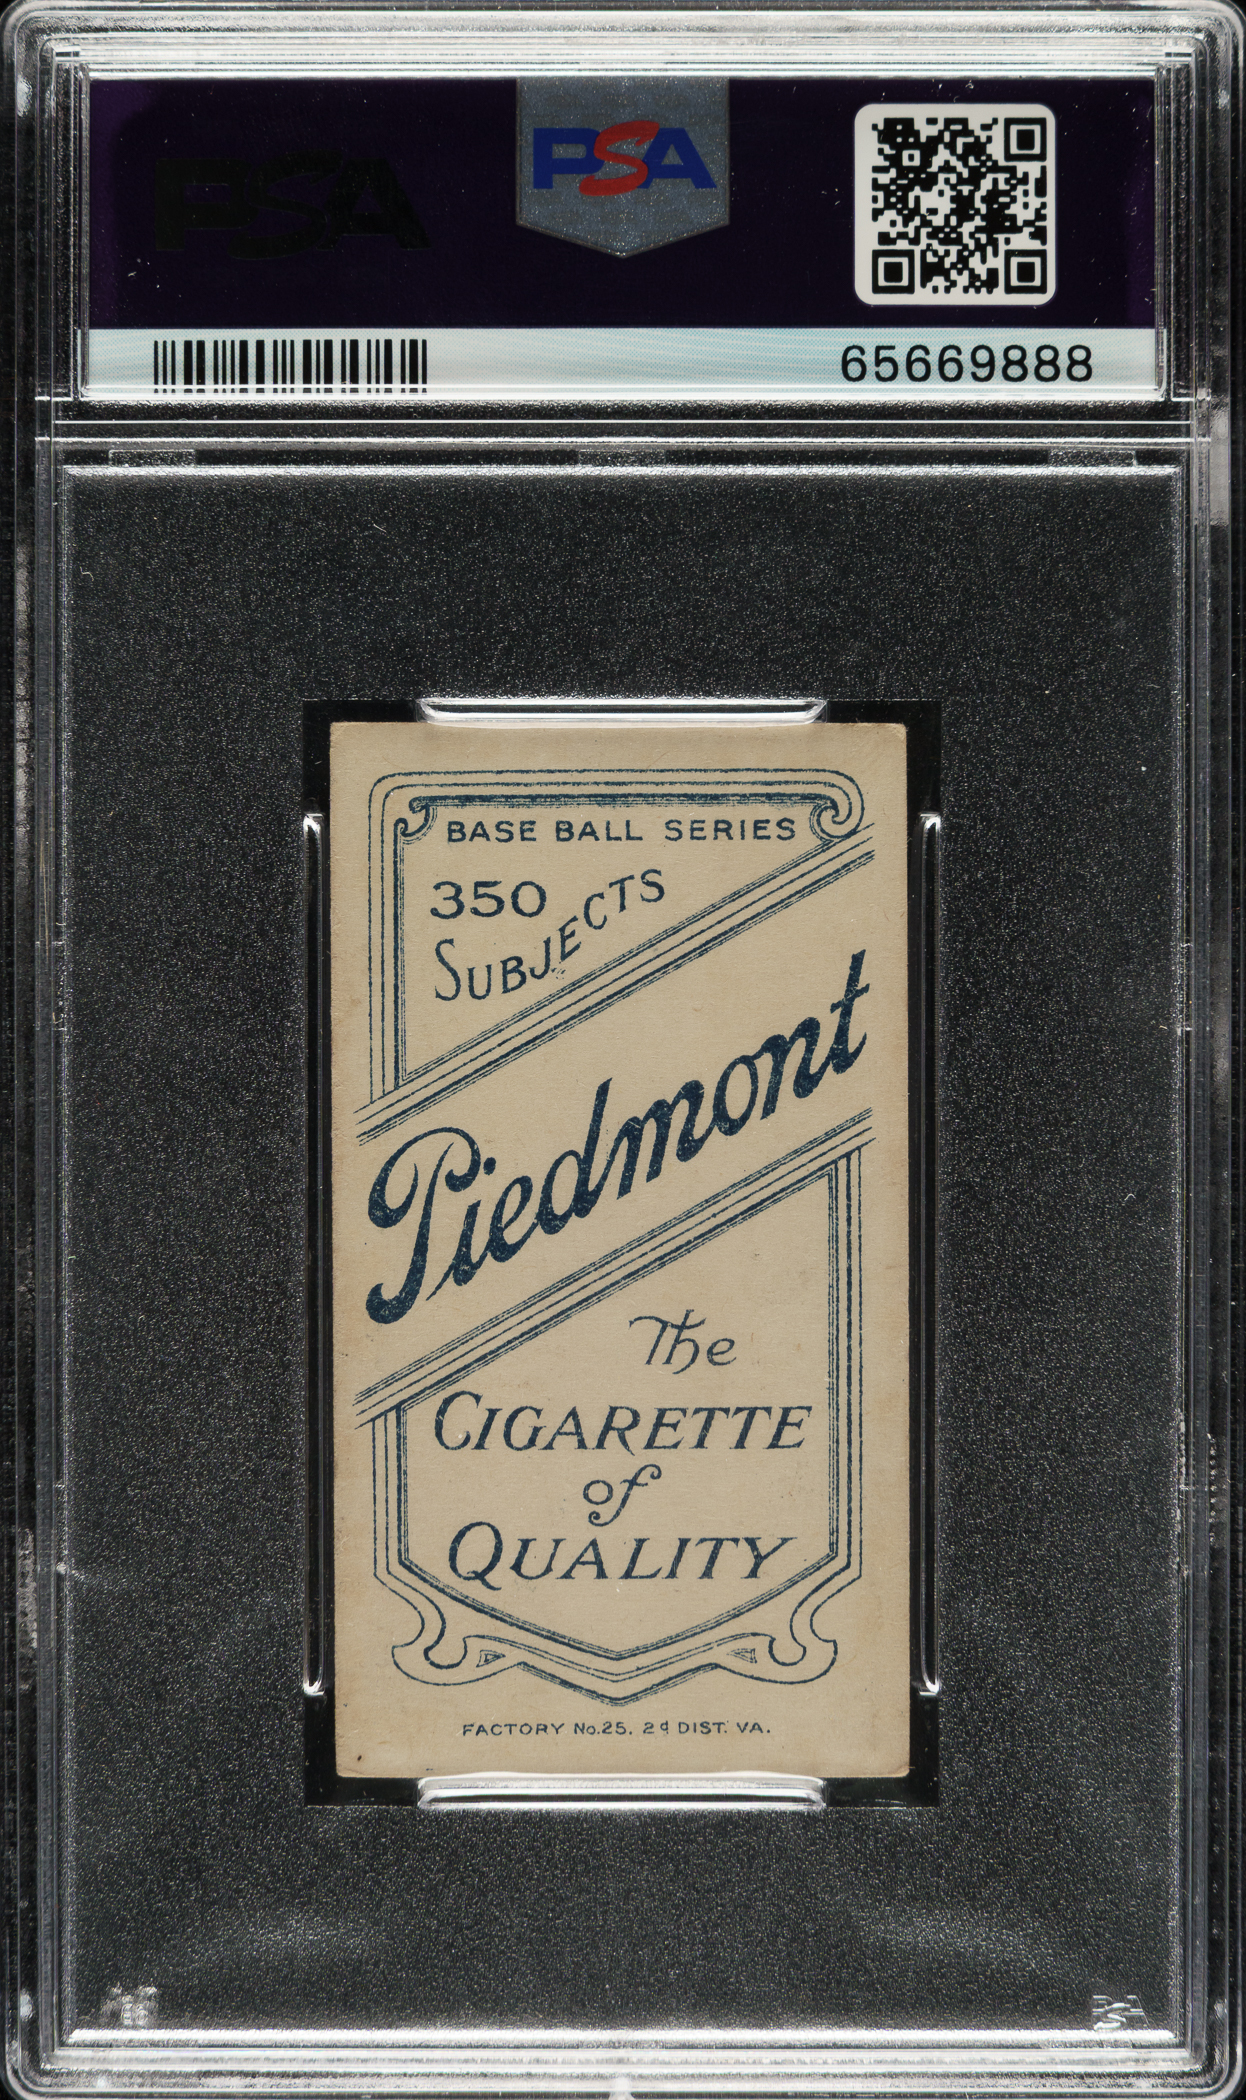 PSA
PSA
65669888
BASE BALL SERIES
350
SUBJECTS
Piedmont
The
CIGARETTE
of
QUALITY
FACTORY No.25. 2d DIST. VA.
PSA